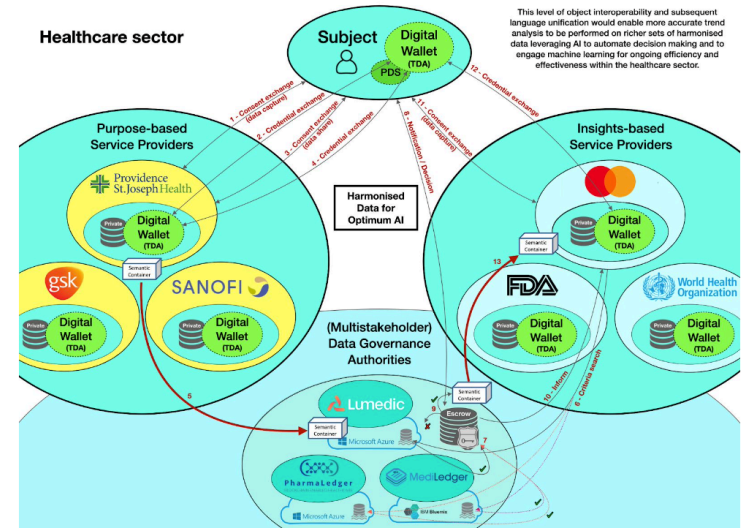 Healthcare sector
This level of object interoperability and subsequent
language unification would enable more accurate trend
analysis to be performed on richer sets of harmonised
data leveraging AI to automate decision making and to
engage machine learning for ongoing efficiency and
effectiveness within the healthcare sector.
Subject
Digital
Wallet
(TDA)
PDS
1 - Consent exchange
(data capture)
2 - Credential exchange
3 - Consent exchange
(data share)
4 - Credential exchange
8 - Notification / Decision
11 - Consent exchange
(data capture)
12 - Credential exchange
Purpose-based
Service Providers
Providence
St. Joseph Health
Private
Digital
Wallet
(TDA)
Semantic
Container
gsk
Private
Digital
Wallet
(TDA)
SANOFI
Private
Digital
Wallet
(TDA)
5
Harmonised
Data for
Optimum AI
Insights-based
Service Providers
Private
Digital
Wallet
(TDA)
Semantic
Container
13
FDA
Private
Digital
Wallet
(TDA)
World Health
Organization
Private
Digital
Wallet
(TDA)
10 - Inform
6 - Criteria search
(Multistakeholder)
Data Governance
Authorities
Lumedic
Semantic
Container
Microsoft Azure
Semantic
Container
9
Escrow
7
PharmaLedger
Microsoft Azure
MediLedger
IBM Bluemix